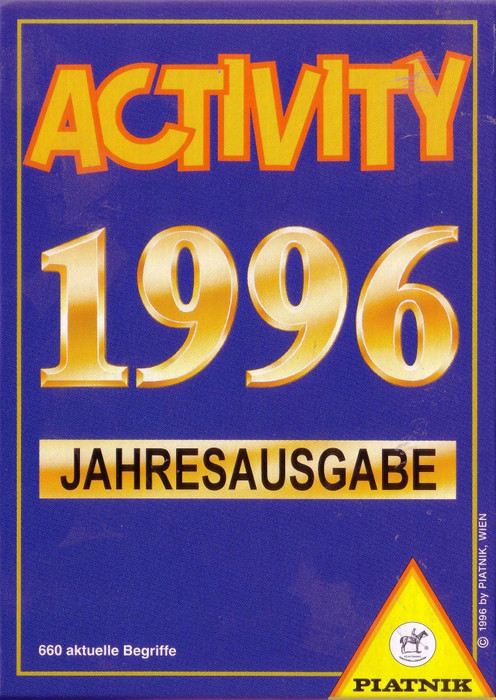 ACTIVITY
1996
JAHRESAUSGABE
660 aktuelle Begriffe
© 1996 by PIATNIK, WIEN
PIATNIK